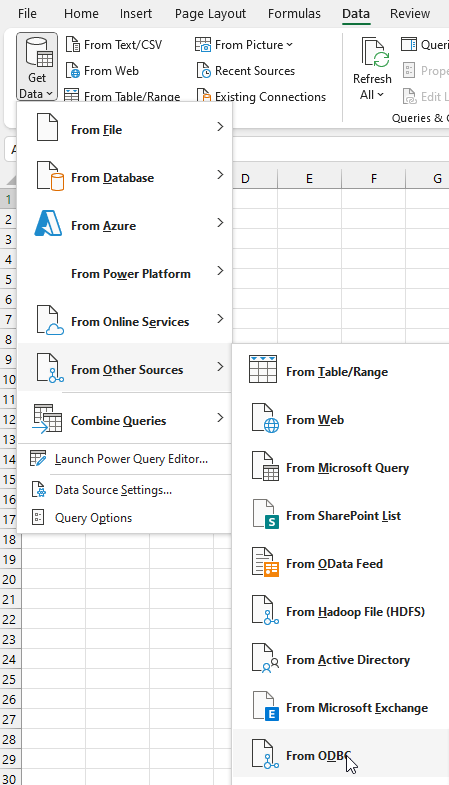 File Home Insert Page Layout Formulas Data Review
Get Data
From Text/CSV
From Web
From Table/Range
From Picture
Recent Sources
Existing Connections
Refresh All
Queri
Prope
Edit L
Queries & C
From File
From Database
From Azure
From Power Platform
From Online Services
From Other Sources
Combine Queries
Launch Power Query Editor...
Data Source Settings...
Query Options
A
D E F G
1
2
3
4
5
6
7
8
9
10
11
12
13
14
15
16
17
18
19
20
21
22
23
24
25
26
27
28
29
30
From Table/Range
From Web
From Microsoft Query
S
From SharePoint List
From OData Feed
From Hadoop File (HDFS)
From Active Directory
E
From Microsoft Exchange
From ODBC